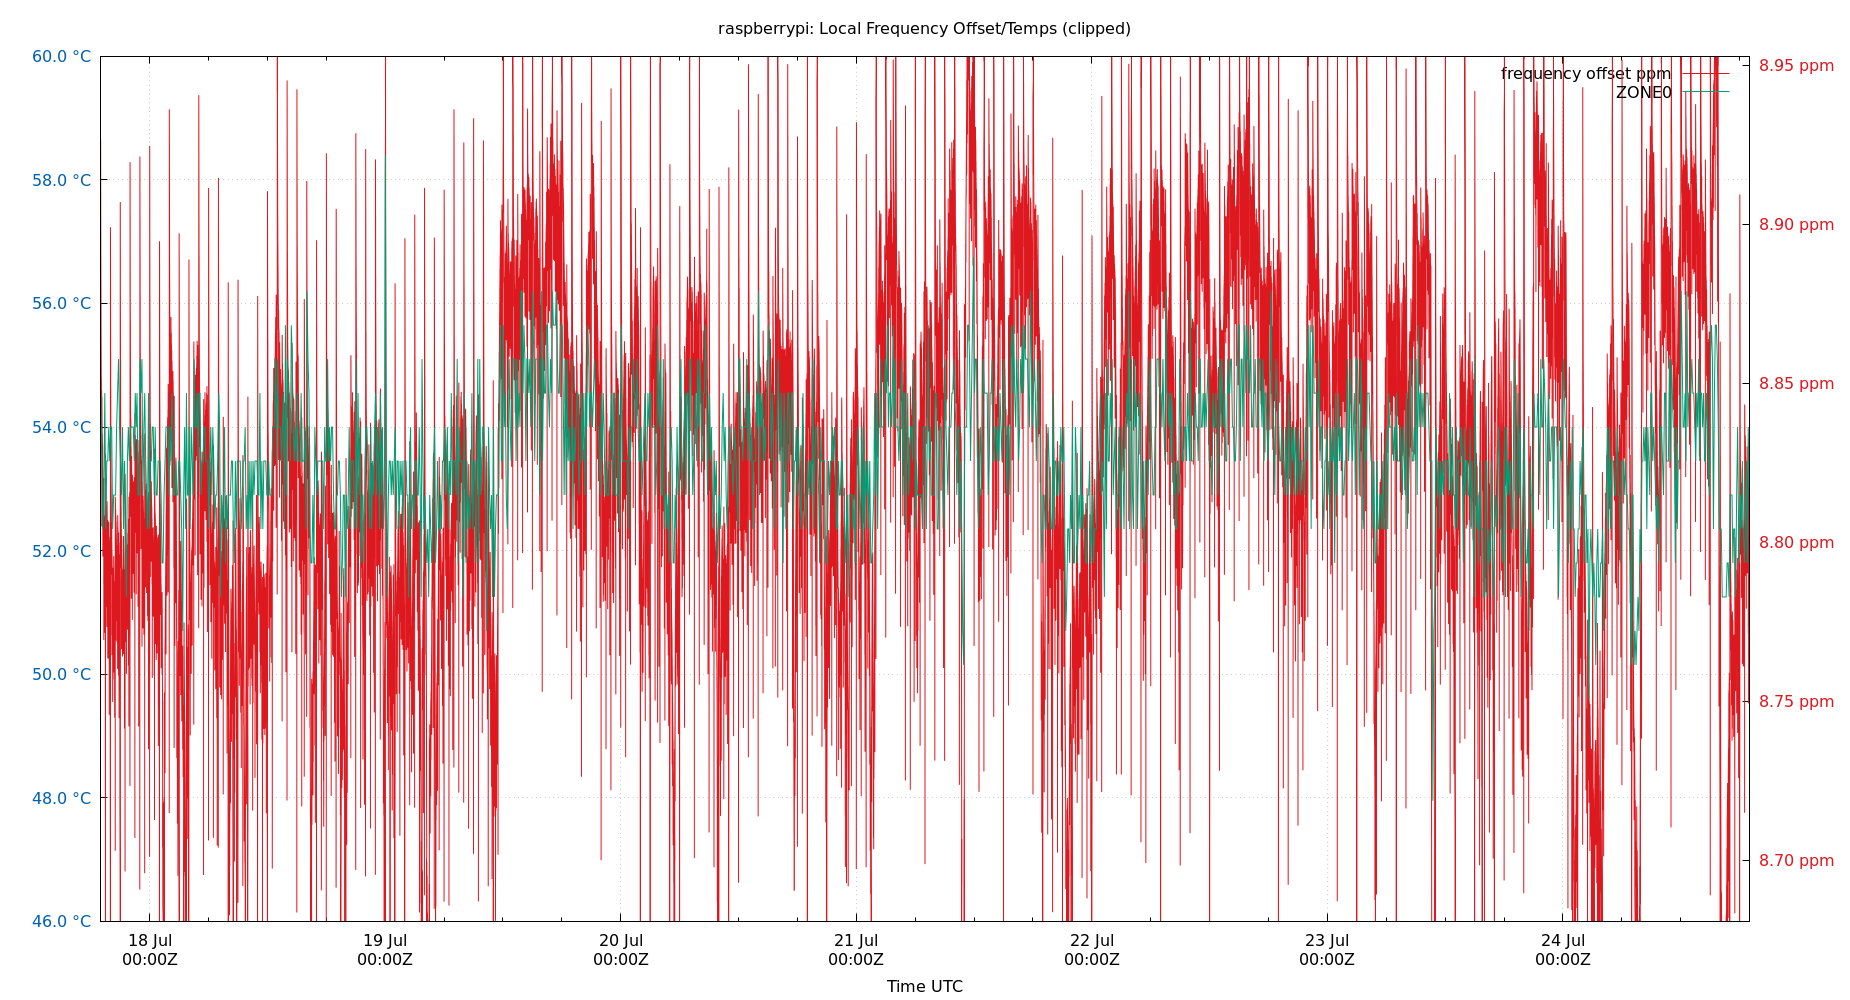 raspberrypi: Local Frequency Offset/Temps (clipped)
60.0 °C
58.0 °C
56.0 °C
54.0 °C
52.0 °C
50.0 °C
48.0 °C
46.0 °C
frequency offset ppm
ZONE0
8.95 ppm
8.90 ppm
8.85 ppm
8.80 ppm
8.75 ppm
8.70 ppm
18 Jul
00:00Z
19 Jul
00:00Z
20 Jul
00:00Z
21 Jul
00:00Z
22 Jul
00:00Z
23 Jul
00:00Z
24 Jul
00:00Z
Time UTC